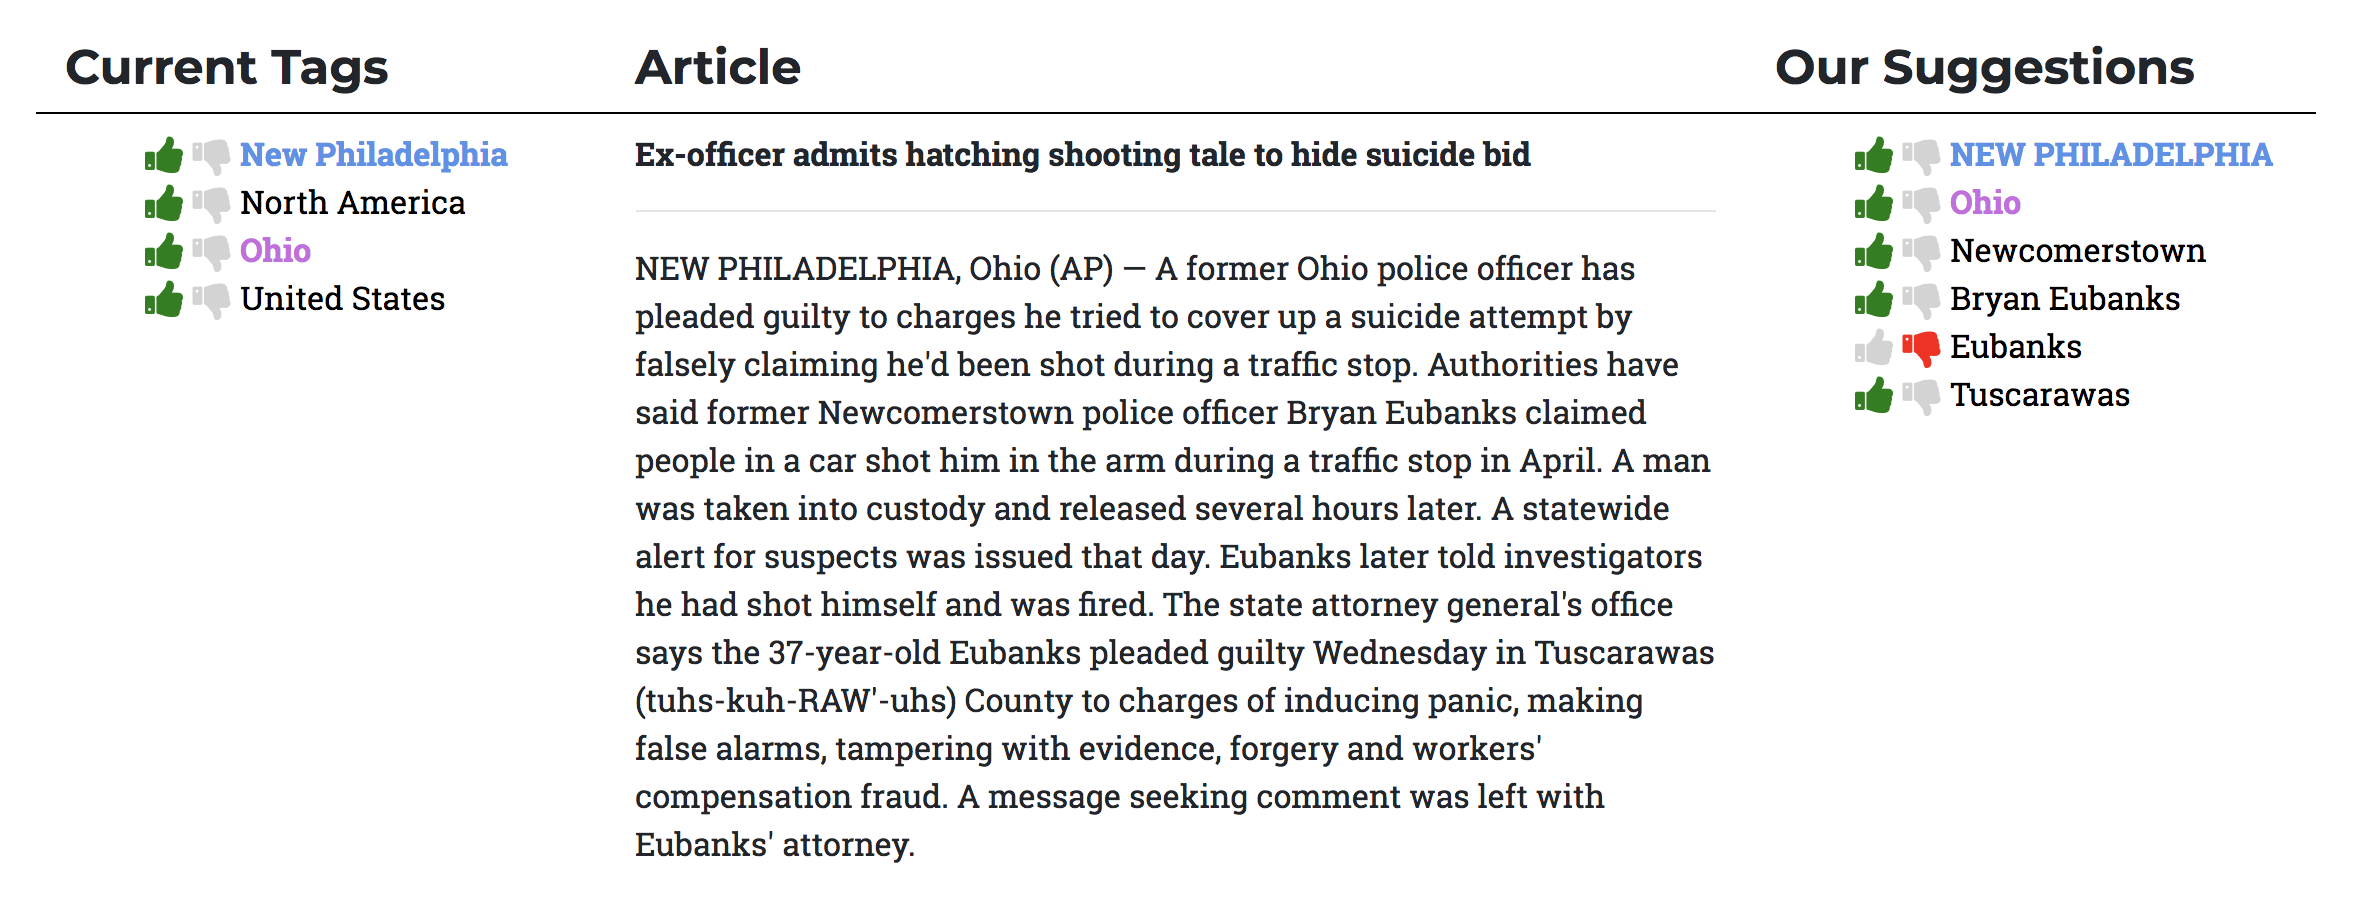 Current Tags
Article
Our Suggestions
New Philadelphia
North America
Ohio
United States
Ex-officer admits hatching shooting tale to hide suicide bid
NEW PHILADELPHIA, Ohio (AP) — A former Ohio police officer has
pleaded guilty to charges he tried to cover up a suicide attempt by
falsely claiming he'd been shot during a traffic stop. Authorities have
said former Newcomerstown police officer Bryan Eubanks claimed
people in a car shot him in the arm during a traffic stop in April. A man
was taken into custody and released several hours later. A statewide
alert for suspects was issued that day. Eubanks later told investigators
he had shot himself and was fired. The state attorney general's office
says the 37-year-old Eubanks pleaded guilty Wednesday in Tuscarawas
(tuhs-kuh-RAW'-uhs) County to charges of inducing panic, making
false alarms, tampering with evidence, forgery and workers'
compensation fraud. A message seeking comment was left with
Eubanks' attorney.
NEW PHILADELPHIA
Ohio
Newcomerstown
Bryan Eubanks
Eubanks
Tuscarawas